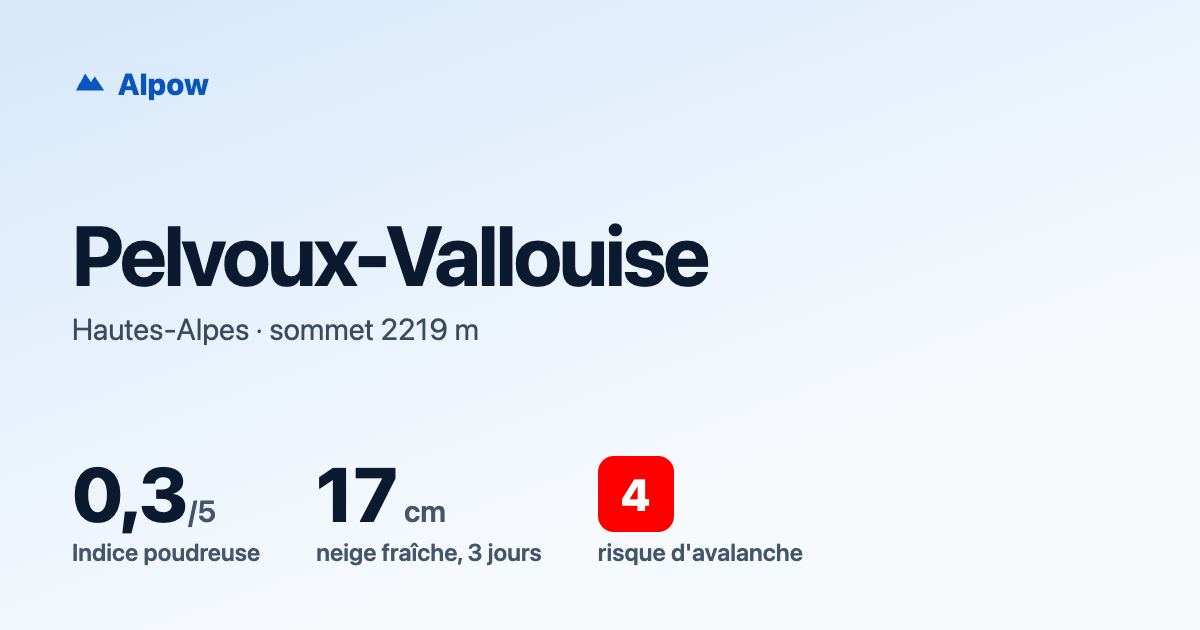 Alpow
Pelvoux-Vallouise
Hautes-Alpes · sommet 2219 m
0,3/5 17 cm 4
Indice poudreuse neige fraîche, 3 jours risque d'avalanche